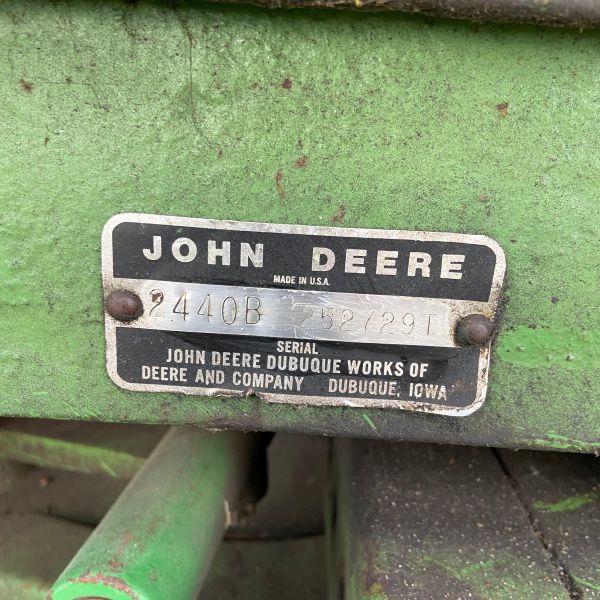 JOHN DEERE
MADE IN U.S.A.
2440B 252729T
SERIAL
JOHN DEERE DUBUQUE WORKS OF
DEERE AND COMPANY DUBUQUE, IOWA